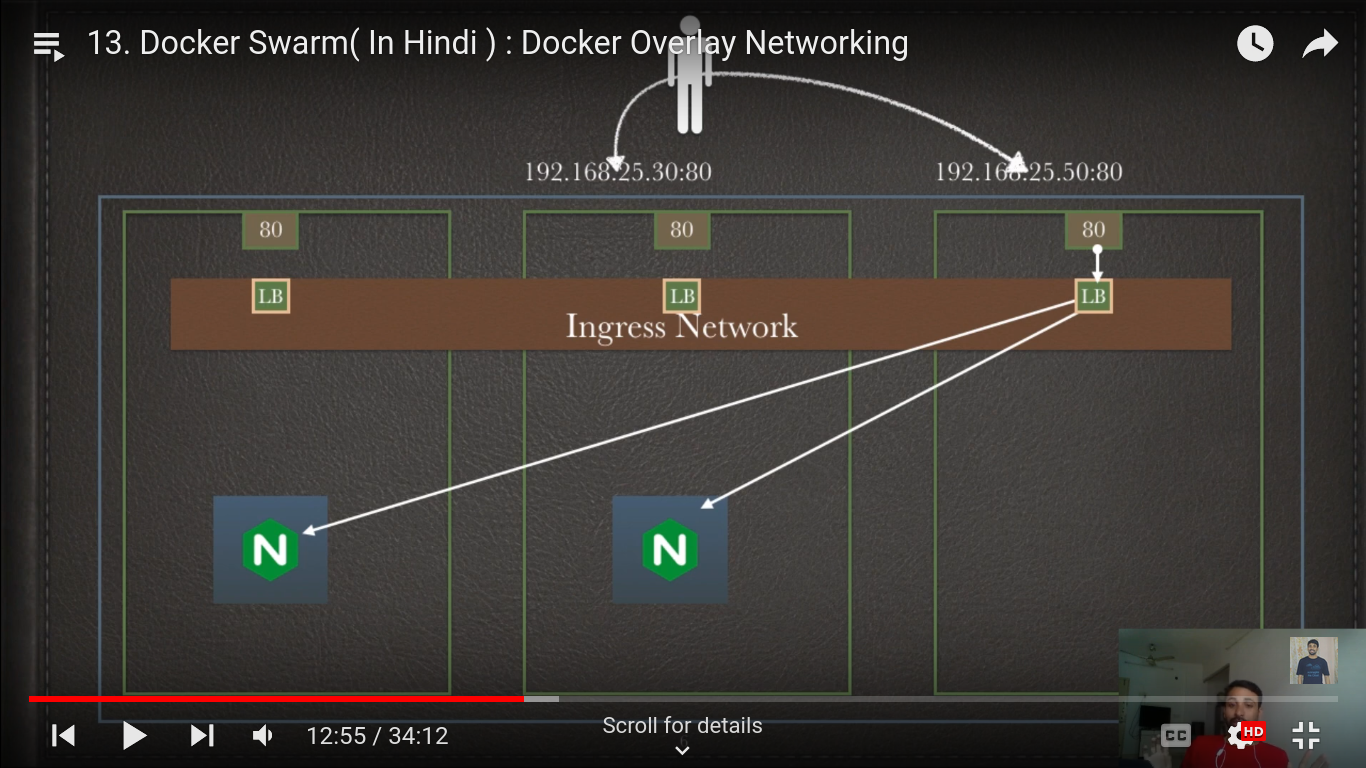 13. Docker Swarm( In Hindi ) : Docker Overlay Networking
192.168.25.30:80
192.168.25.50:80
80
80
80
LB
LB
LB
Ingress Network
N
N
12:55 / 34:12
Scroll for details
CC
HD